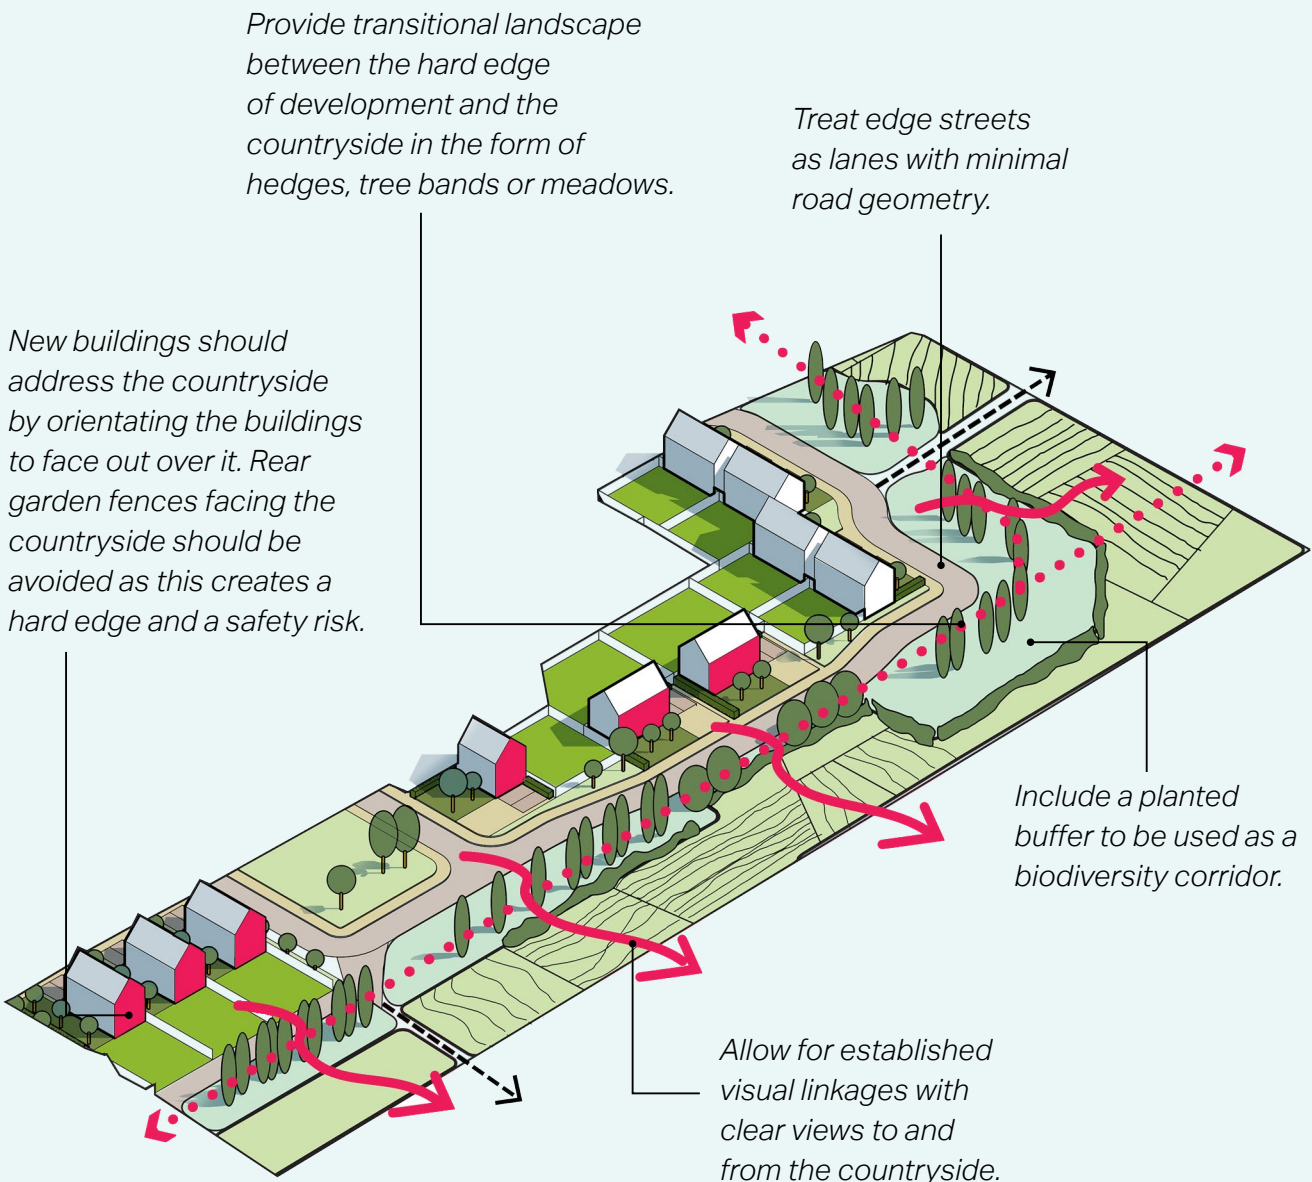 Provide transitional landscape
between the hard edge
of development and the
countryside in the form of
hedges, tree bands or meadows.
Treat edge streets
as lanes with minimal
road geometry.
New buildings should
address the countryside
by orientating the buildings
to face out over it. Rear
garden fences facing the
countryside should be
avoided as this creates a
hard edge and a safety risk.
Include a planted
buffer to be used as a
biodiversity corridor.
Allow for established
visual linkages with
clear views to and
from the countryside.